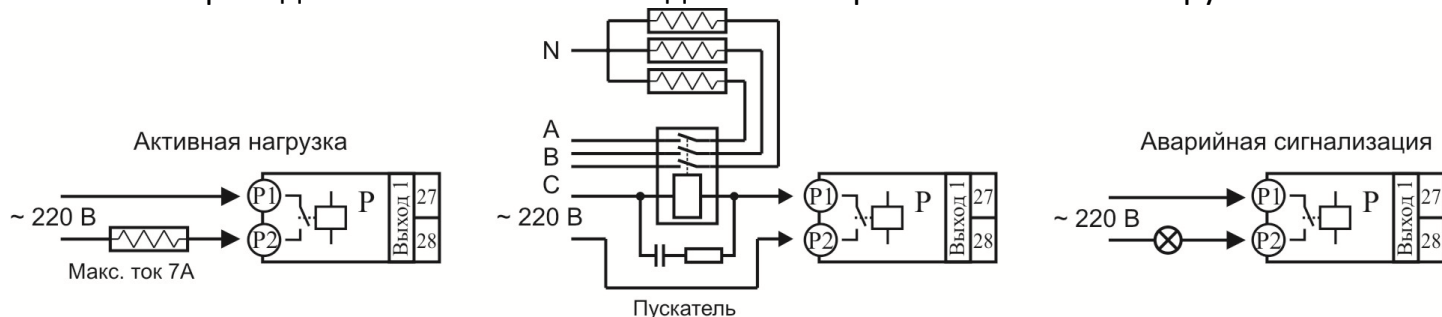 Активная нагрузка
~ 220 В
Макс. ток 7А
P1
P2
P
Выход 1
27
28
N
A
B
C
~ 220 В
Пускатель
P1
P2
P
Выход 1
27
28
Аварийная сигнализация
~ 220 В
P1
P2
P
Выход 1
27
28